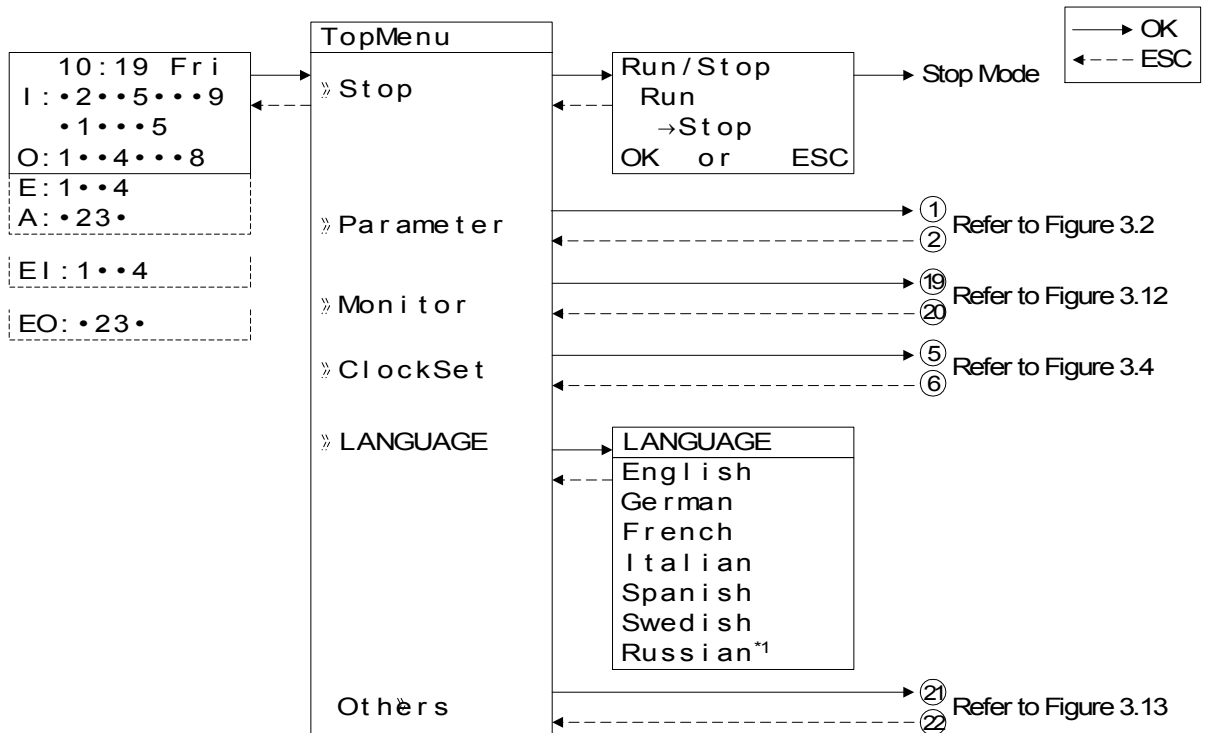 10:19 Fri
I:•2••5•••9
•1•••5
O:1••4•••8
E:1••4
A:•23•
EI:1••4
EO:•23•
TopMenu
» Stop
» Parameter
» Monitor
» ClockSet
» LANGUAGE
» Others
Run/Stop
Run
→Stop
OK or ESC
Stop Mode
OK
ESC
① Refer to Figure 3.2
②
⑲ Refer to Figure 3.12
⑳
⑤ Refer to Figure 3.4
⑥
LANGUAGE
English
German
French
Italian
Spanish
Swedish
Russian*1
㉑ Refer to Figure 3.13
㉒